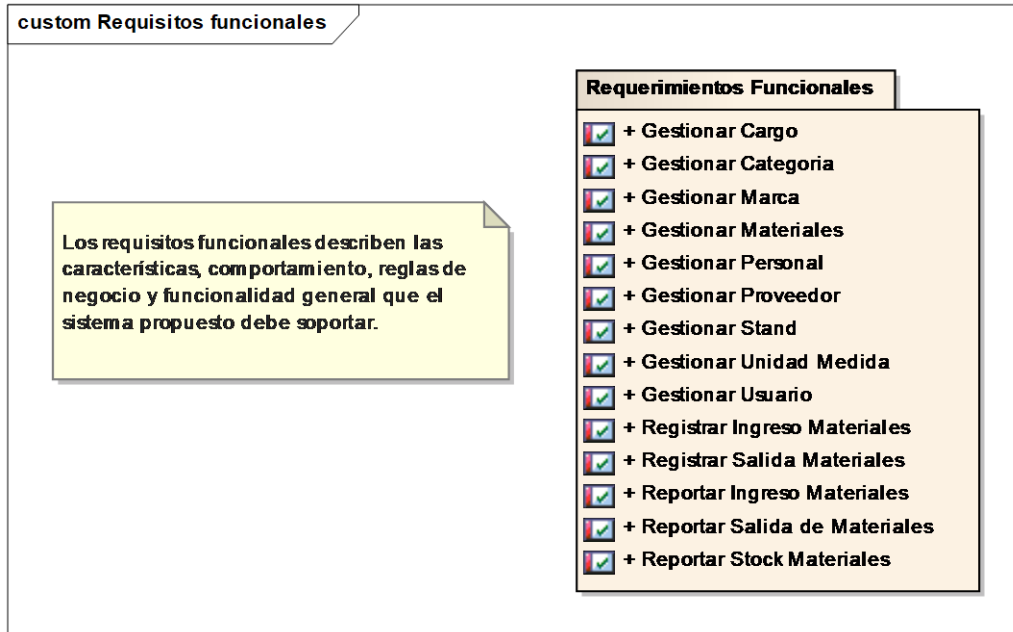 custom Requisitos funcionales
Los requisitos funcionales describen las
características, comportamiento, reglas de
negocio y funcionalidad general que el
sistema propuesto debe soportar.
Requerimientos Funcionales
+ Gestionar Cargo
+ Gestionar Categoria
+ Gestionar Marca
+ Gestionar Materiales
+ Gestionar Personal
+ Gestionar Proveedor
+ Gestionar Stand
+ Gestionar Unidad Medida
+ Gestionar Usuario
+ Registrar Ingreso Materiales
+ Registrar Salida Materiales
+ Reportar Ingreso Materiales
+ Reportar Salida de Materiales
+ Reportar Stock Materiales